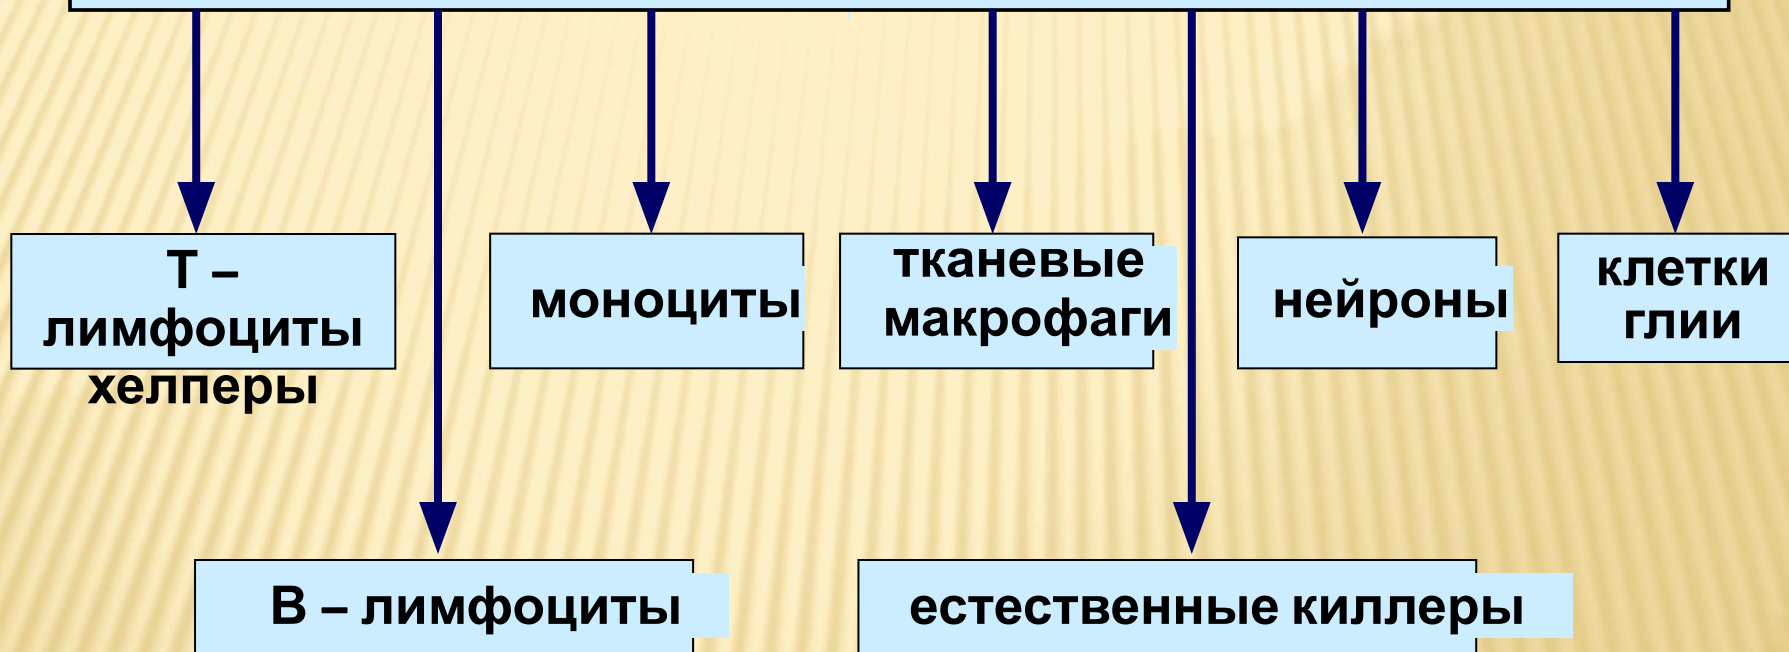 Т –
лимфоциты
хелперы
моноциты
тканевые
макрофаги
нейроны
клетки
глии
В – лимфоциты
естественные киллеры